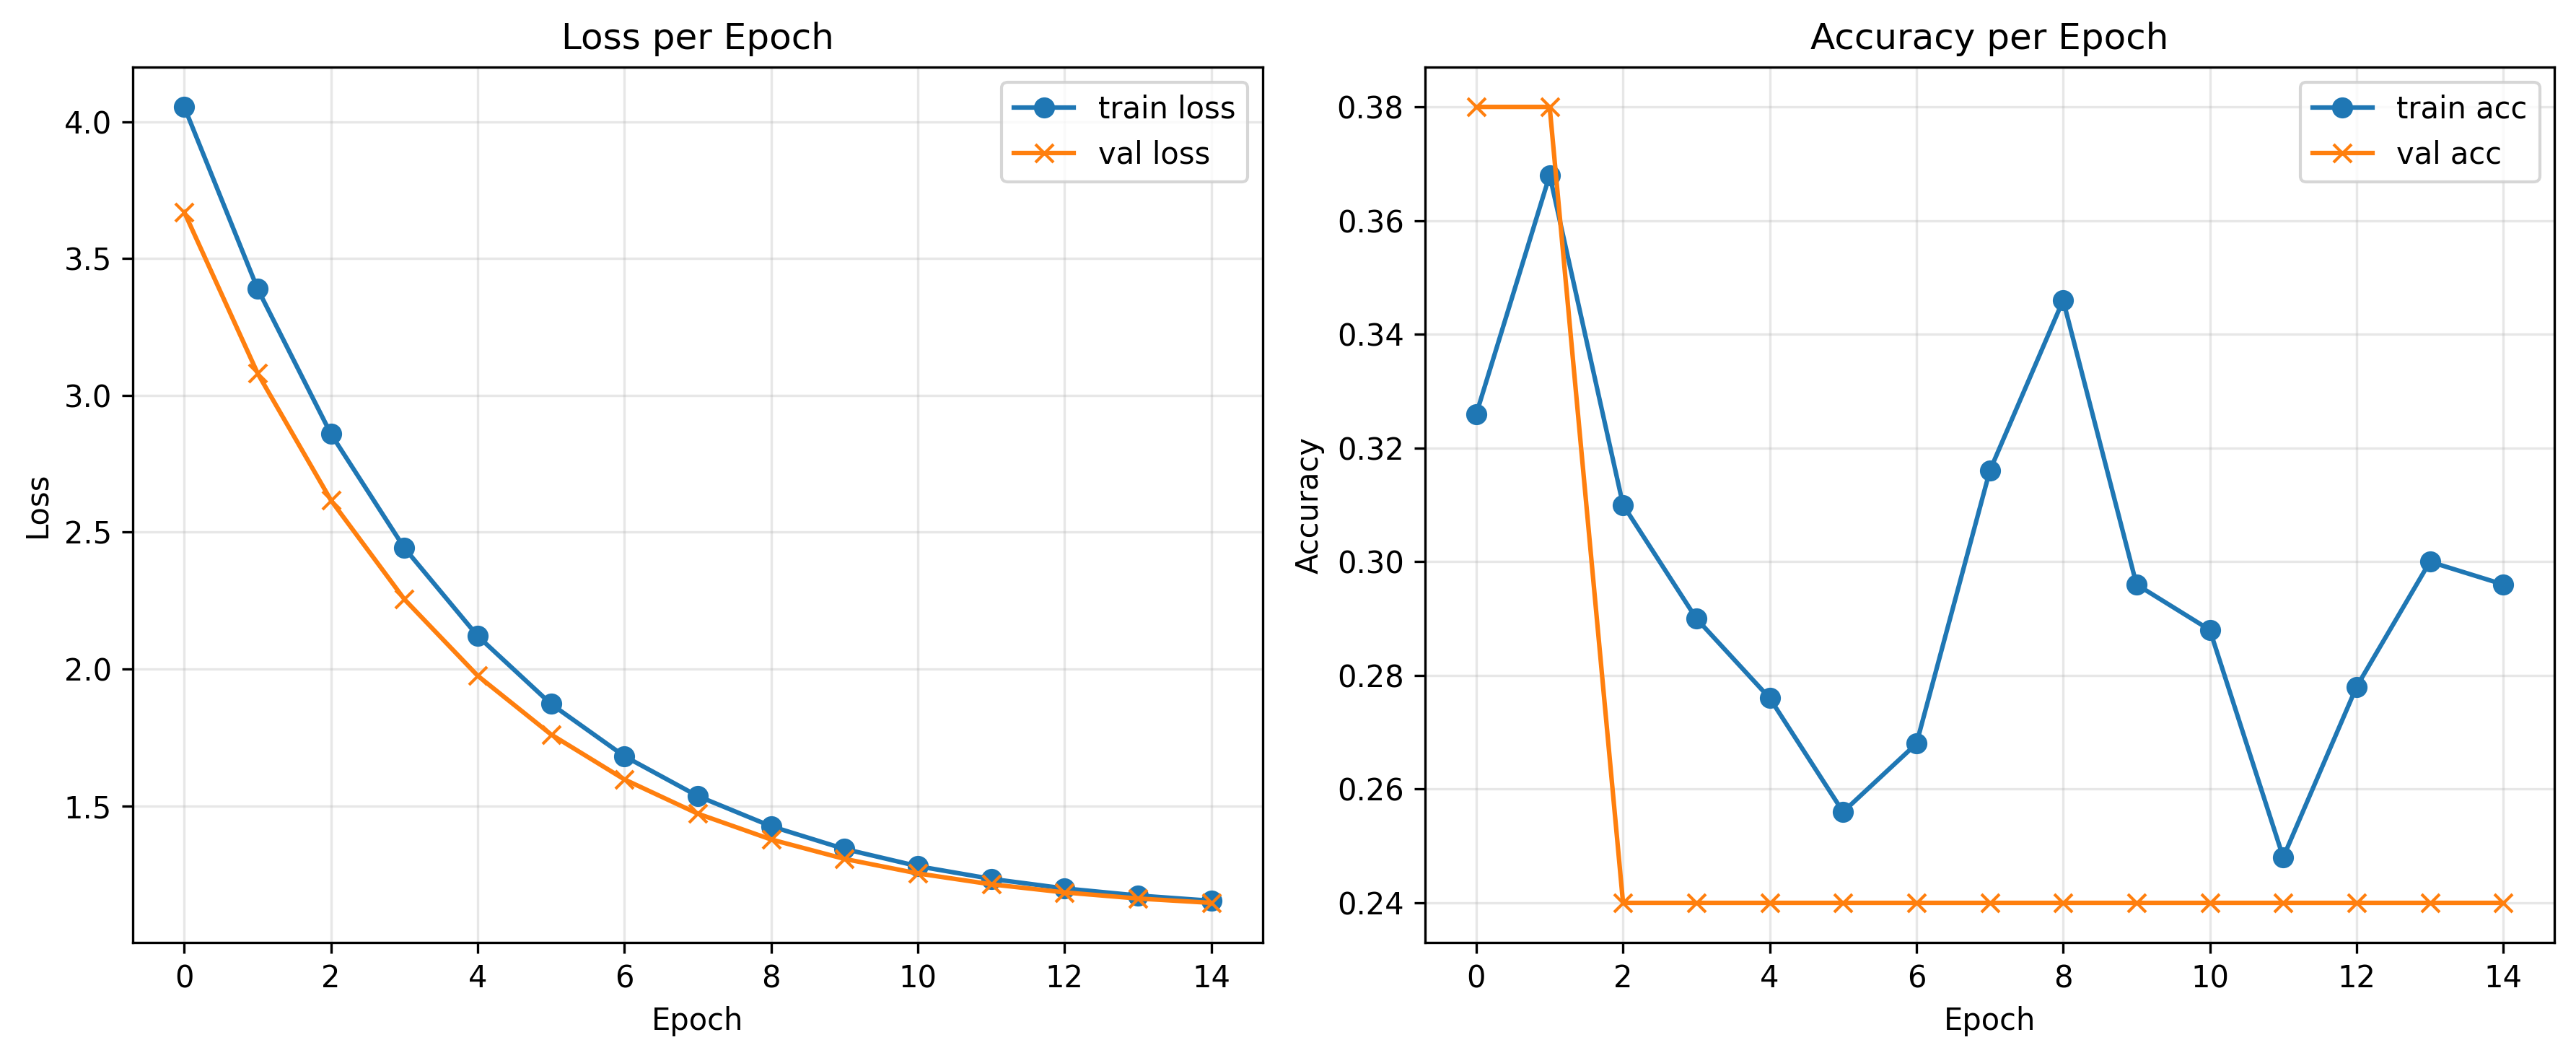 Loss per Epoch
4.0
3.5
3.0
2.5
2.0
1.5
Loss
0 2 4 6 8 10 12 14
Epoch
train loss
val loss
Accuracy per Epoch
0.38
0.36
0.34
0.32
0.30
0.28
0.26
0.24
Accuracy
0 2 4 6 8 10 12 14
Epoch
train acc
val acc